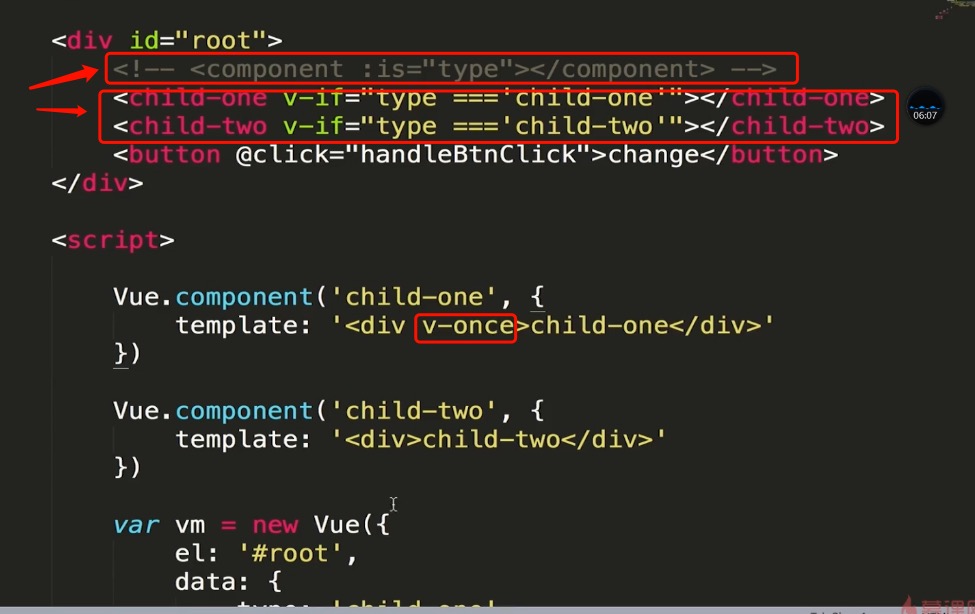 <div id="root">
<!-- <component :is="type"></component> -->
<child-one v-if="type ==='child-one'"></child-one>
<child-two v-if="type ==='child-two'"></child-two>
06:07
<button @click="handleBtnClick">change</button>
</div>
<script>
Vue.component('child-one', {
template: '<div v-once>child-one</div>'
})
Vue.component('child-two', {
template: '<div>child-two</div>'
})
var vm = new Vue({
el: '#root',
data: {
type: 'child-one'